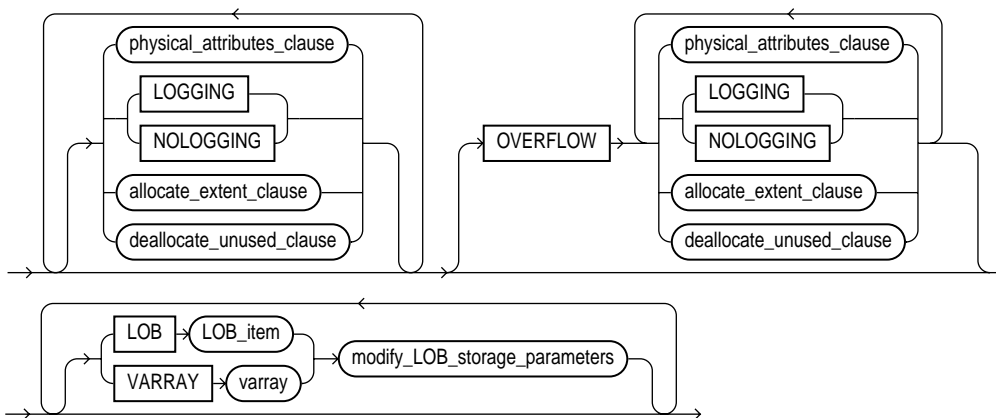 physical_attributes_clause
LOGGING
NOLOGGING
allocate_extent_clause
deallocate_unused_clause
OVERFLOW
physical_attributes_clause
LOGGING
NOLOGGING
allocate_extent_clause
deallocate_unused_clause
LOB LOB_item
VARRAY varray
modify_LOB_storage_parameters